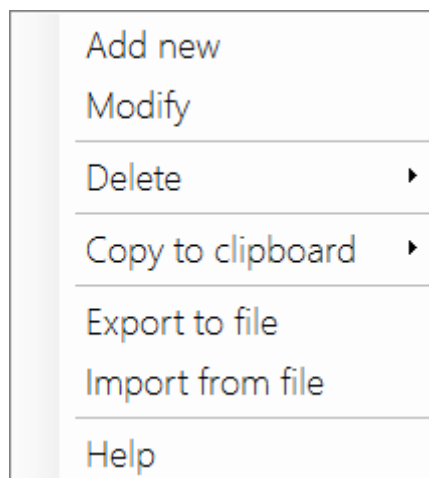 Add new
Modify
Delete
Copy to clipboard
Export to file
Import from file
Help